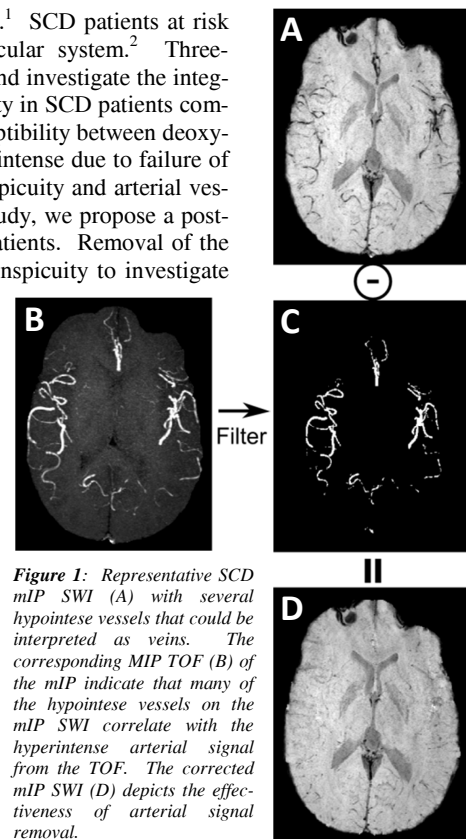 .¹ SCD patients at risk
cular system.² Three-
nd investigate the integ-
ty in SCD patients com-
ptibility between deoxy-
intense due to failure of
picuity and arterial ves-
udy, we propose a post-
atients. Removal of the
nspicuity to investigate
A
-
B
Filter
C
=
D
Figure 1: Representative SCD
mIP SWI (A) with several
hypointese vessels that could be
interpreted as veins. The
corresponding MIP TOF (B) of
the mIP indicate that many of
the hypointese vessels on the
mIP SWI correlate with the
hyperintense arterial signal
from the TOF. The corrected
mIP SWI (D) depicts the effec-
tiveness of arterial signal
removal.